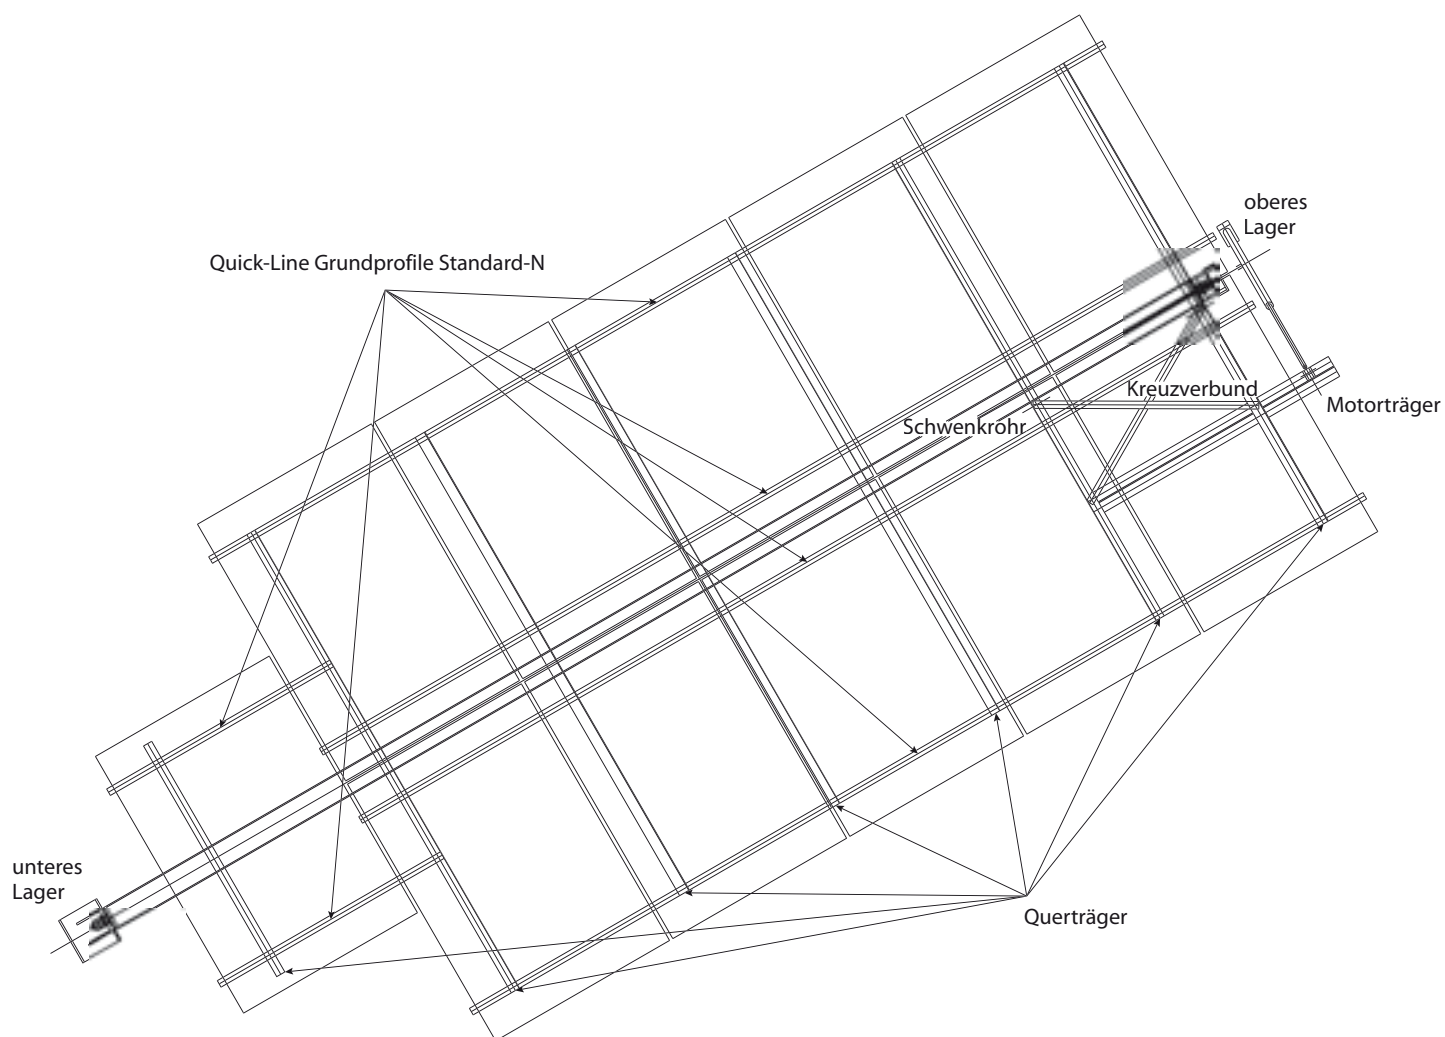 oberes
Lager
Quick-Line Grundprofile Standard-N
Kreuzverbund
Motorträger
Schwenkrohr
unteres
Lager
Querträger